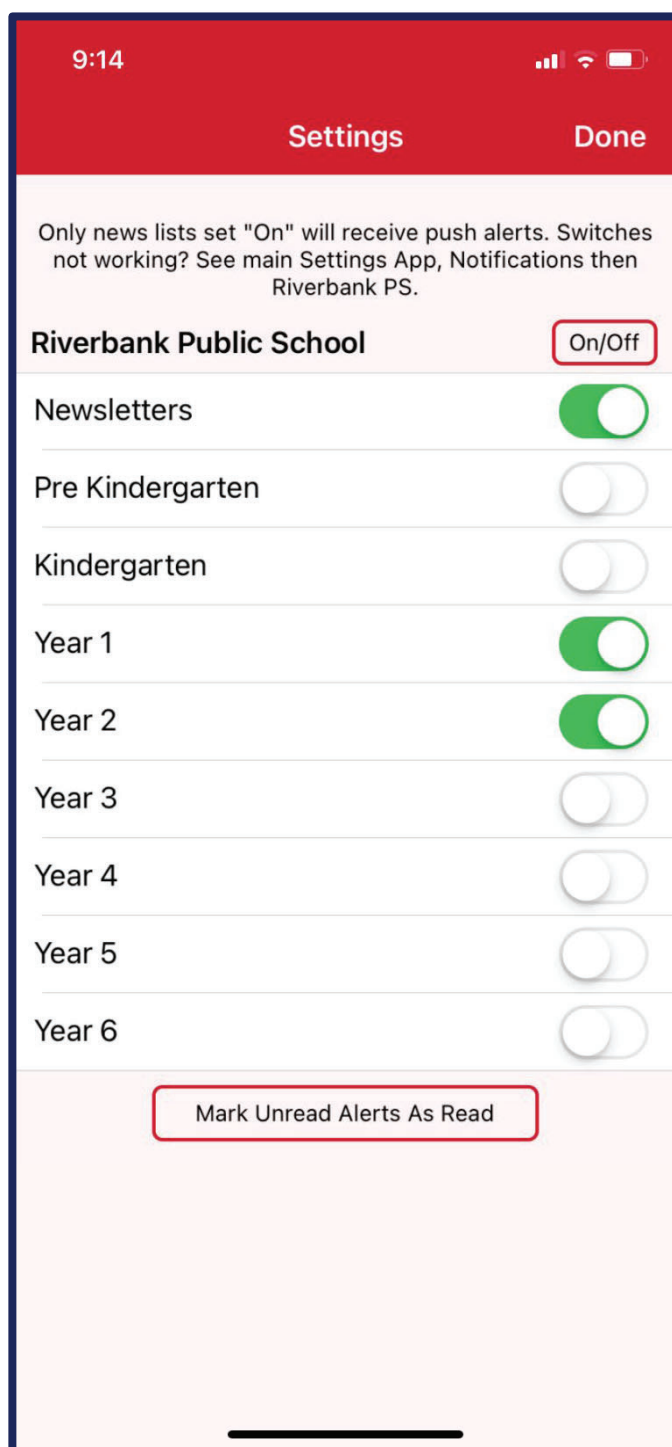 9:14
Settings
Done
Only news lists set "On" will receive push alerts. Switches
not working? See main Settings App, Notifications then
Riverbank PS.
Riverbank Public School
On/Off
Newsletters
Pre Kindergarten
Kindergarten
Year 1
Year 2
Year 3
Year 4
Year 5
Year 6
Mark Unread Alerts As Read